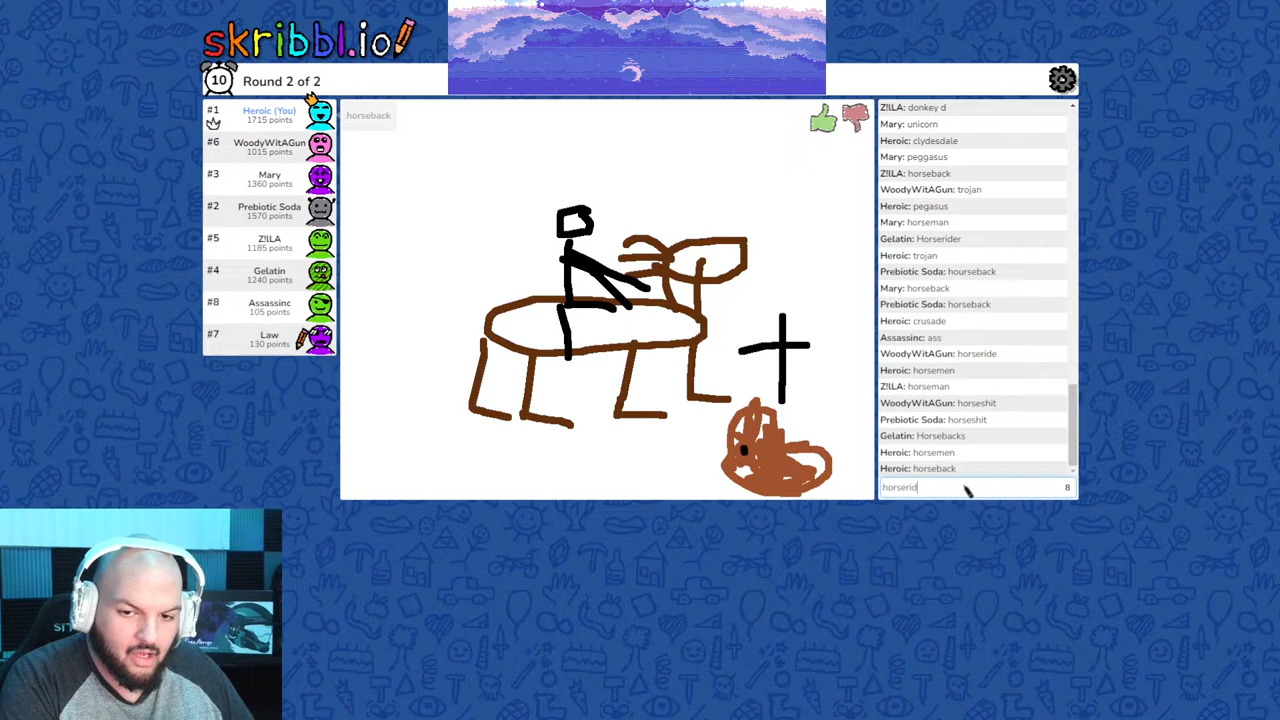 skribbl.io
10
Round 2 of 2
#1
Heroic (You)
1715 points
#6
WoodyWitAGun
1015 points
#3
Mary
1360 points
#2
Prebiotic Soda
1570 points
#5
Z!LLA
1185 points
#4
Gelatin
1240 points
#8
Assassinc
105 points
#7
Law
130 points
horseback
Z!LLA: donkey d
Mary: unicorn
Heroic: clydesdale
Mary: peggasus
Z!LLA: horseback
WoodyWitAGun: trojan
Heroic: pegasus
Mary: horseman
Gelatin: Horserider
Heroic: trojan
Prebiotic Soda: hourseback
Mary: horseback
Prebiotic Soda: horseback
Heroic: crusade
Assassinc: ass
WoodyWitAGun: horseride
Heroic: horsemen
Z!LLA: horseman
WoodyWitAGun: horseshit
Prebiotic Soda: horseshit
Gelatin: Horsebacks
Heroic: horsemen
Heroic: horseback
horserid 8